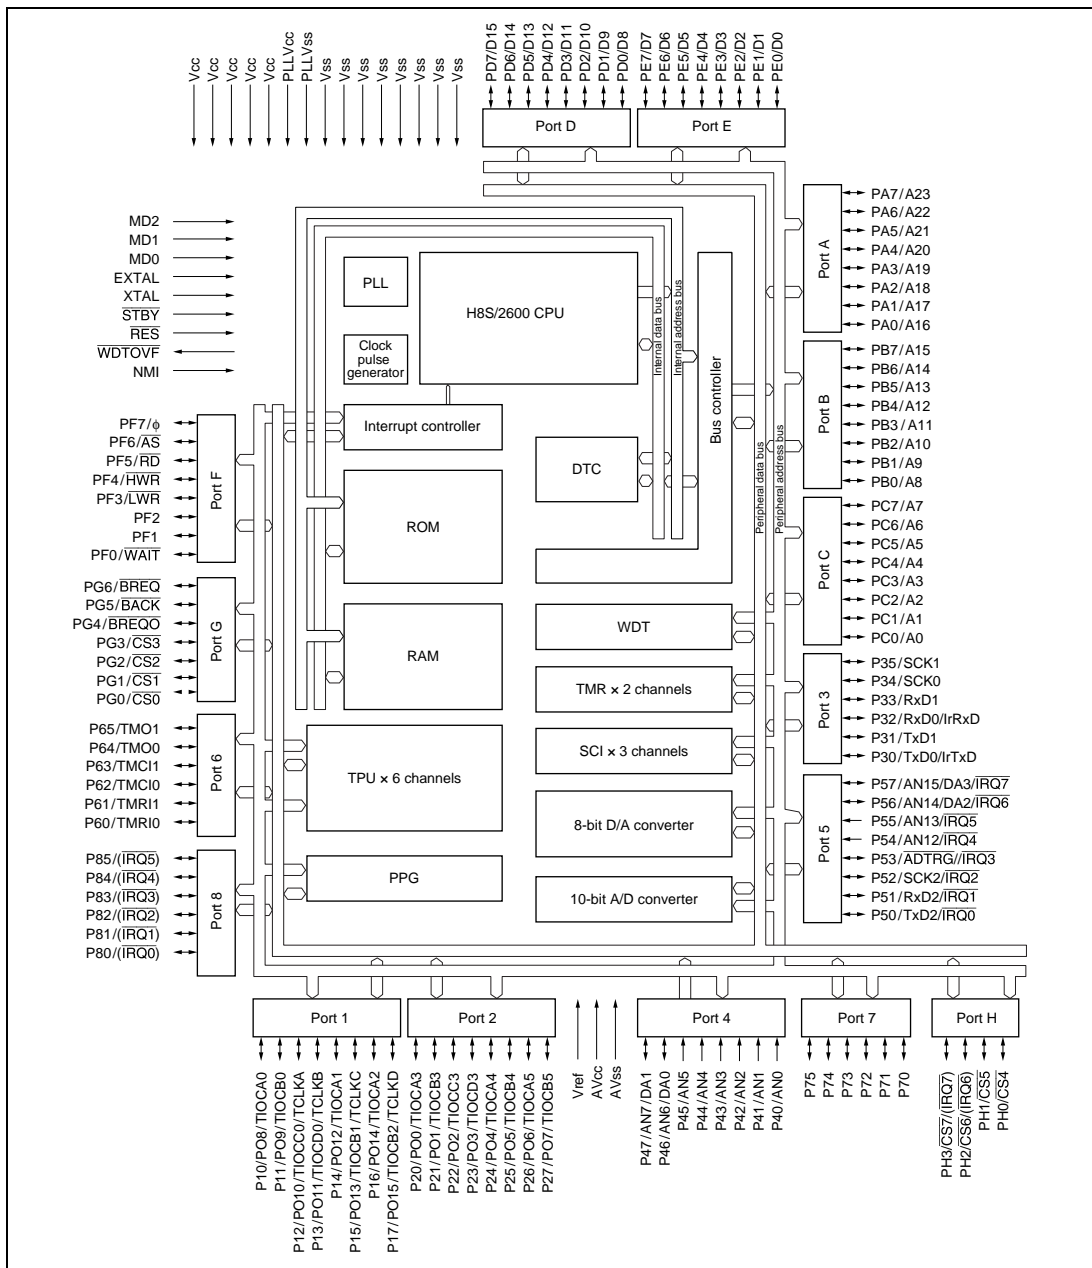 Vcc
Vcc
Vcc
Vcc
Vcc
PLLVcc
PLLVss
Vss
Vss
Vss
Vss
Vss
Vss
Vss
Vss
PD7/D15
PD6/D14
PD5/D13
PD4/D12
PD3/D11
PD2/D10
PD1/D9
PD0/D8
PE7/D7
PE6/D6
PE5/D5
PE4/D4
PE3/D3
PE2/D2
PE1/D1
PE0/D0
Port D
Port E
MD2
MD1
MD0
EXTAL
XTAL
STBY
RES
WDTOVF
NMI
PF7/φ
PF6/AS
PF5/RD
PF4/HWR
PF3/LWR
PF2
PF1
PF0/WAIT
Port F
PG6/BREQ
PG5/BACK
PG4/BREQO
PG3/CS3
PG2/CS2
PG1/CS1
PG0/CS0
Port G
P65/TMO1
P64/TMO0
P63/TMCI1
P62/TMCI0
P61/TMRI1
P60/TMRI0
Port 6
P85/(IRQ5)
P84/(IRQ4)
P83/(IRQ3)
P82/(IRQ2)
P81/(IRQ1)
P80/(IRQ0)
Port 8
PLL
Clock
pulse
generator
H8S/2600 CPU
Interrupt controller
ROM
RAM
TPU × 6 channels
PPG
DTC
Internal data bus
Internal address bus
Bus controller
Peripheral data bus
Peripheral address bus
WDT
TMR × 2 channels
SCI × 3 channels
8-bit D/A converter
10-bit A/D converter
Port A
PA7/A23
PA6/A22
PA5/A21
PA4/A20
PA3/A19
PA2/A18
PA1/A17
PA0/A16
Port B
PB7/A15
PB6/A14
PB5/A13
PB4/A12
PB3/A11
PB2/A10
PB1/A9
PB0/A8
Port C
PC7/A7
PC6/A6
PC5/A5
PC4/A4
PC3/A3
PC2/A2
PC1/A1
PC0/A0
Port 3
P35/SCK1
P34/SCK0
P33/RxD1
P32/RxD0/IrRxD
P31/TxD1
P30/TxD0/IrTxD
Port 5
P57/AN15/DA3/IRQ7
P56/AN14/DA2/IRQ6
P55/AN13/IRQ5
P54/AN12/IRQ4
P53/ADTRG//IRQ3
P52/SCK2/IRQ2
P51/RxD2/IRQ1
P50/TxD2/IRQ0
Port 1
Port 2
Port 4
Port 7
Port H
P10/PO8/TIOCA0
P11/PO9/TIOCB0
P12/PO10/TIOCC0/TCLKA
P13/PO11/TIOCD0/TCLKB
P14/PO12/TIOCA1
P15/PO13/TIOCB1/TCLKC
P16/PO14/TIOCA2
P17/PO15/TIOCB2/TCLKD
P20/PO0/TIOCA3
P21/PO1/TIOCB3
P22/PO2/TIOCC3
P23/PO3/TIOCD3
P24/PO4/TIOCA4
P25/PO5/TIOCB4
P26/PO6/TIOCA5
P27/PO7/TIOCB5
Vref
AVcc
AVss
P47/AN7/DA1
P46/AN6/DA0
P45/AN5
P44/AN4
P43/AN3
P42/AN2
P41/AN1
P40/AN0
P75
P74
P73
P72
P71
P70
PH3/CS7/(IRQ7)
PH2/CS6/(IRQ6)
PH1/CS5
PH0/CS4